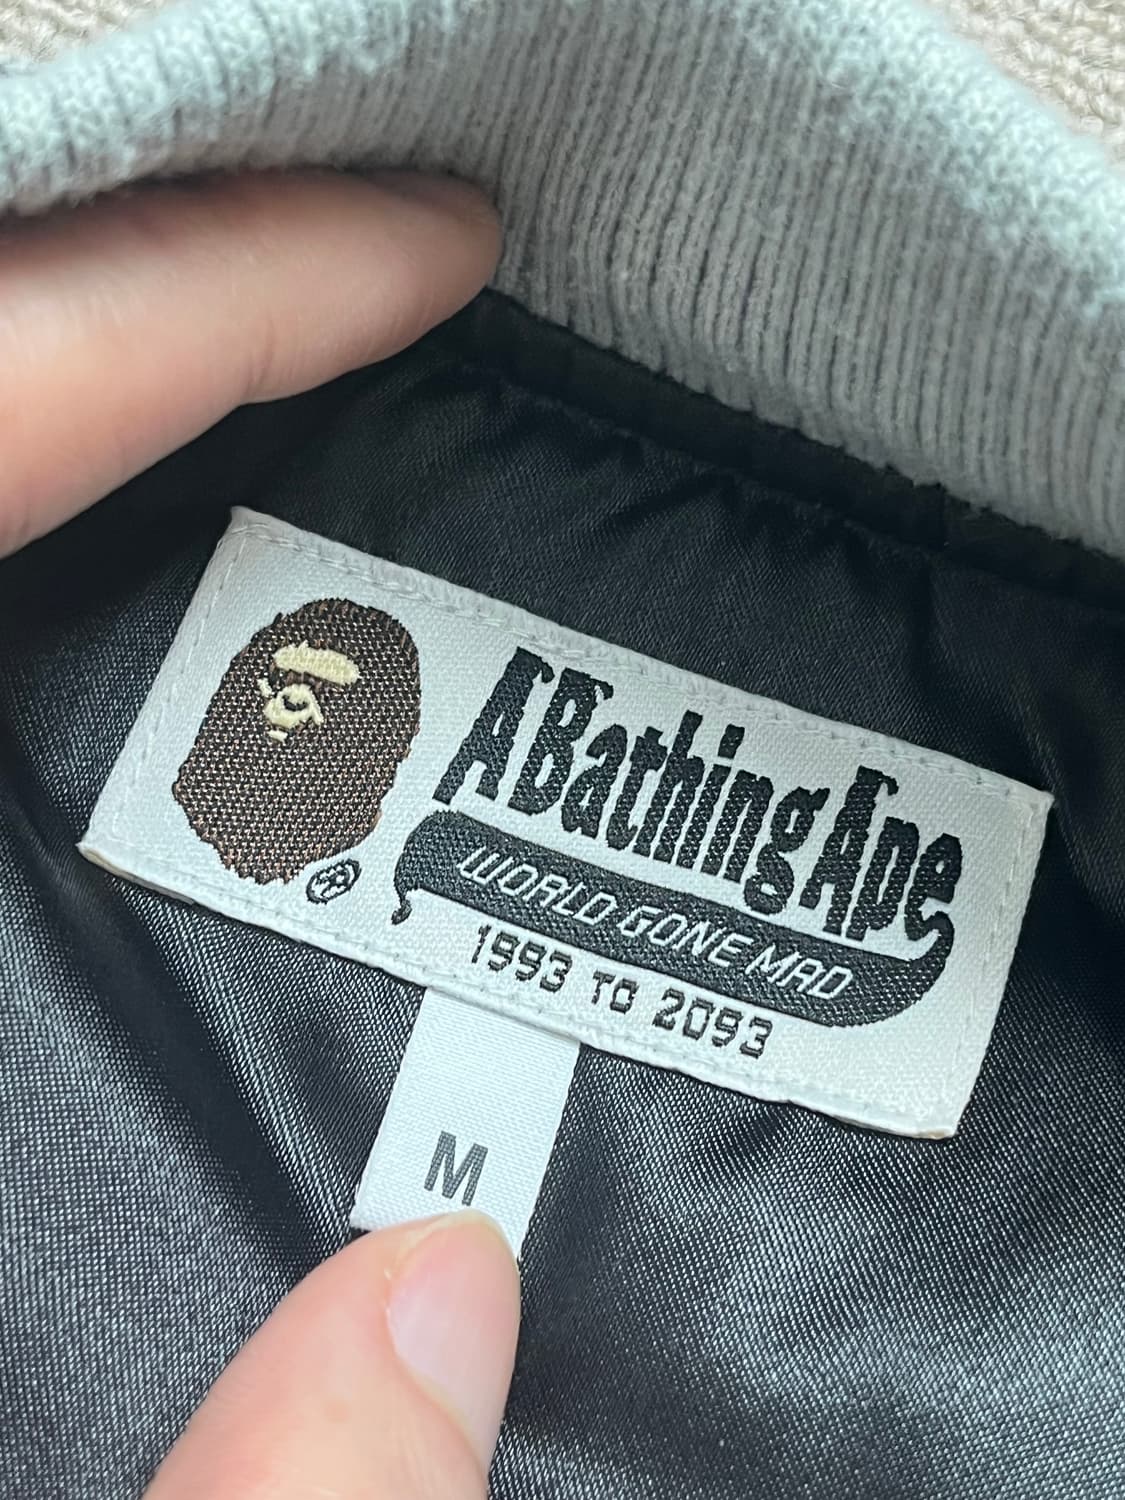 A Bathing Ape
®
WORLD GONE MAD
1993 TO 2093
M